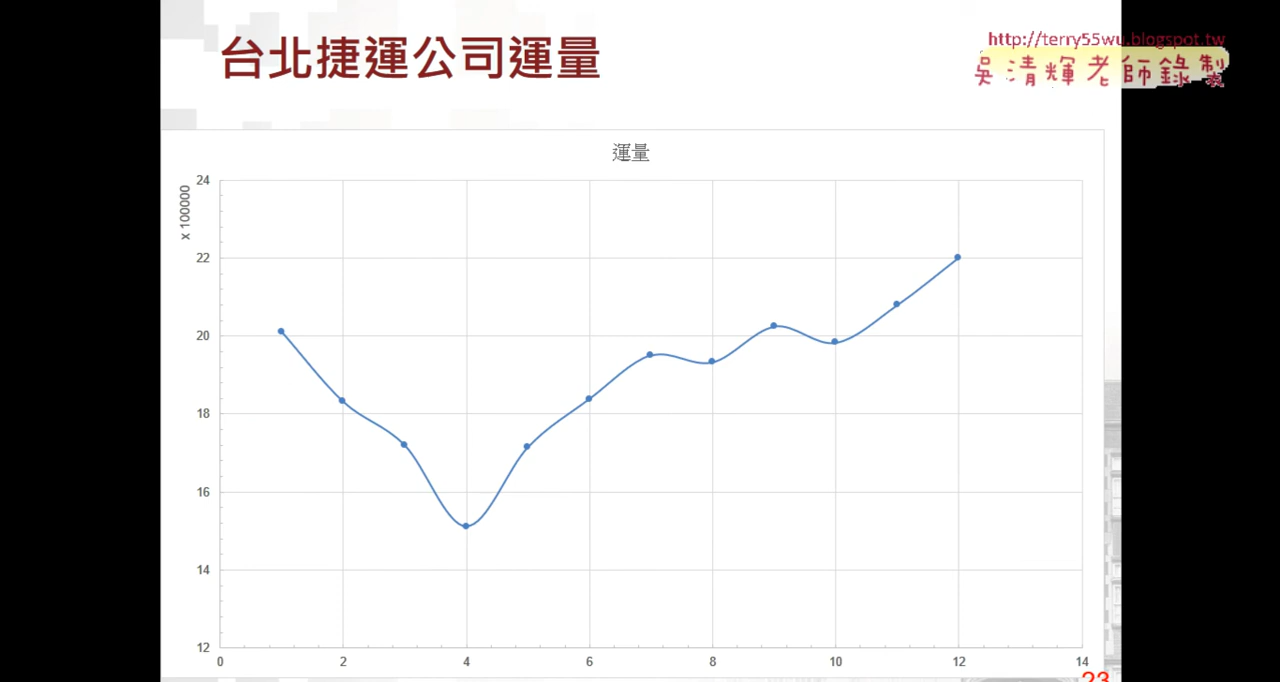 台北捷運公司運量
http://terry55wu.blogspot.tw
吳清輝老師錄製
運量
x 100000
24
22
20
18
16
14
12
0 2 4 6 8 10 12 14
23